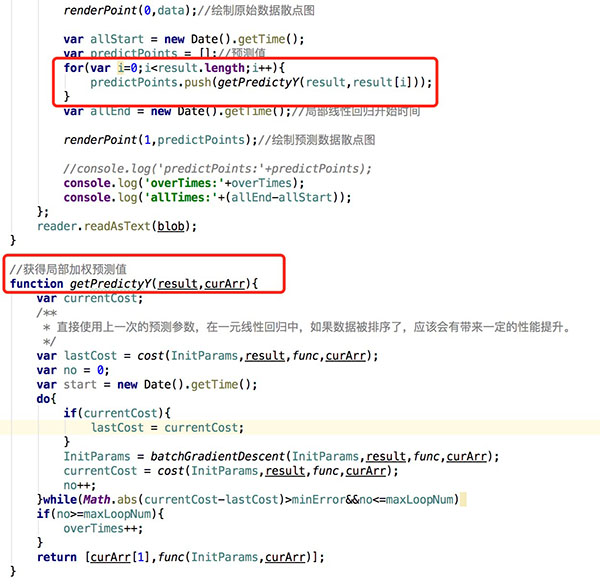 renderPoint(0,data);//绘制原始数据散点图
var allStart = new Date().getTime();
var predictPoints = [];//预测值
for(var i=0;i<result.length;i++){
predictPoints.push(getPredictyY(result,result[i]));
}
var allEnd = new Date().getTime();//局部线性回归开始时间
renderPoint(1,predictPoints);//绘制预测数据散点图
//console.log('predictPoints:'+predictPoints);
console.log('overTimes:'+overTimes);
console.log('allTimes:'+(allEnd-allStart));
};
reader.readAsText(blob);
}
//获得局部加权预测值
function getPredictyY(result,curArr){
var currentCost;
/**
* 直接使用上一次的预测参数，在一元线性回归中，如果数据被排序了，应该会有带来一定的性能提升。
*/
var lastCost = cost(InitParams,result,func,curArr);
var no = 0;
var start = new Date().getTime();
do{
if(currentCost){
lastCost = currentCost;
}
InitParams = batchGradientDescent(InitParams,result,func,curArr);
currentCost = cost(InitParams,result,func,curArr);
no++;
}while(Math.abs(currentCost-lastCost)>minError&&no<=maxLoopNum)
if(no>=maxLoopNum){
overTimes++;
}
return [curArr[1],func(InitParams,curArr)];
}